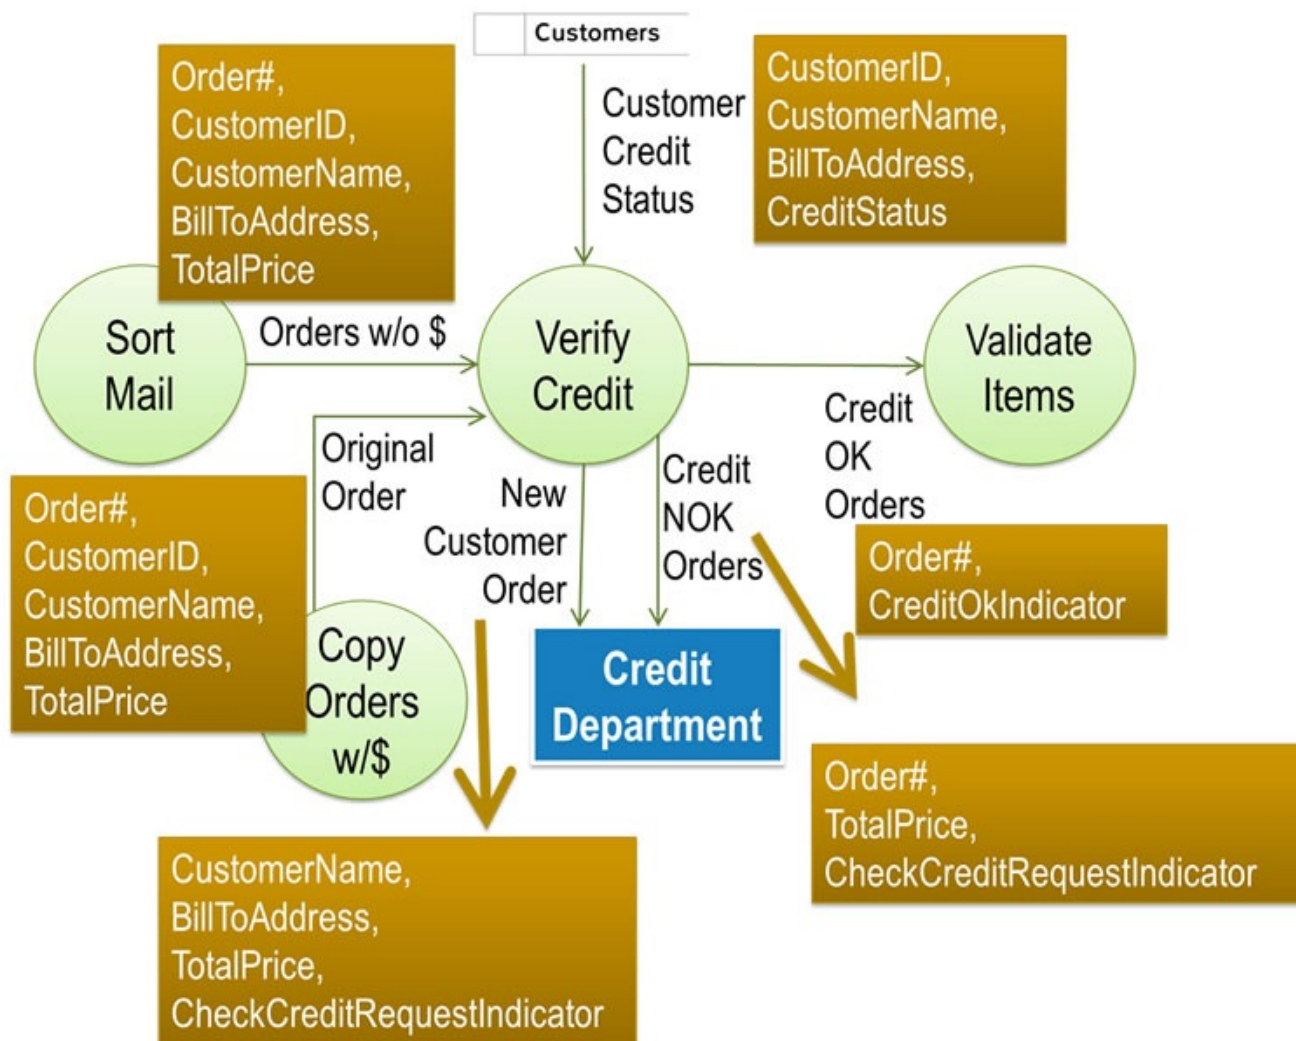 Customers
Order#,
CustomerID,
CustomerName,
BillToAddress,
TotalPrice
Customer
Credit
Status
CustomerID,
CustomerName,
BillToAddress,
CreditStatus
Sort
Mail
Orders w/o $
Verify
Credit
Validate
Items
Original
Order
New
Customer
Order
Credit
NOK
Orders
Credit
OK
Orders
Order#,
CustomerID,
CustomerName,
BillToAddress,
TotalPrice
Order#,
CreditOkIndicator
Copy
Orders
w/$
Credit
Department
Order#,
TotalPrice,
CheckCreditRequestIndicator
CustomerName,
BillToAddress,
TotalPrice,
CheckCreditRequestIndicator